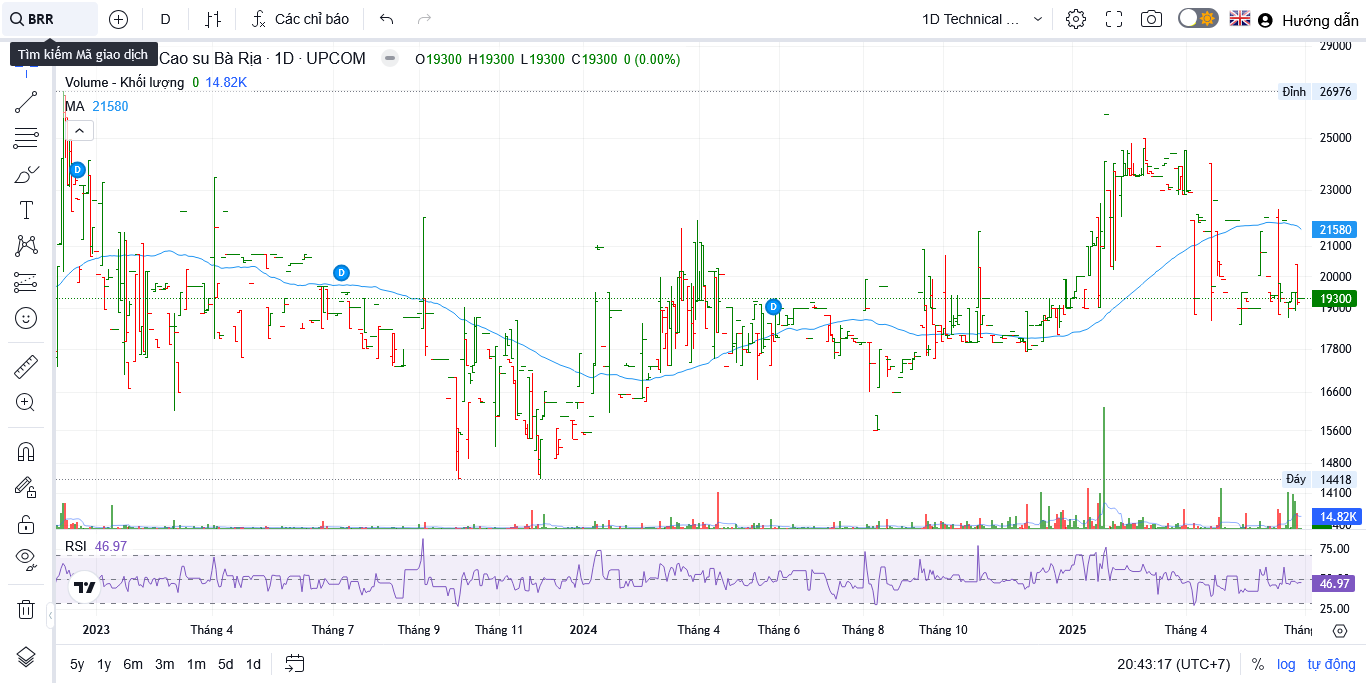 BRR
D
Các chỉ báo
1D Technical ...
Hướng dẫn
Tìm kiếm Mã giao dịch
Cao su Bà Rịa · 1D · UPCOM
O19300 H19300 L19300 C19300 0 (0.00%)
Volume - Khối lượng 0 14.82K
MA 21580
D
D
D
29000
Đỉnh 26976
25000
23000
21580
21000
20000
19300
19000
17800
16600
15600
14800
Đáy 14418
14100
14.82K
RSI 46.97
75.00
46.97
25.00
2023
Tháng 4
Tháng 7
Tháng 9
Tháng 11
2024
Tháng 4
Tháng 6
Tháng 8
Tháng 10
2025
Tháng 4
Thán
5y 1y 6m 3m 1m 5d 1d
20:43:17 (UTC+7)
% log tự động